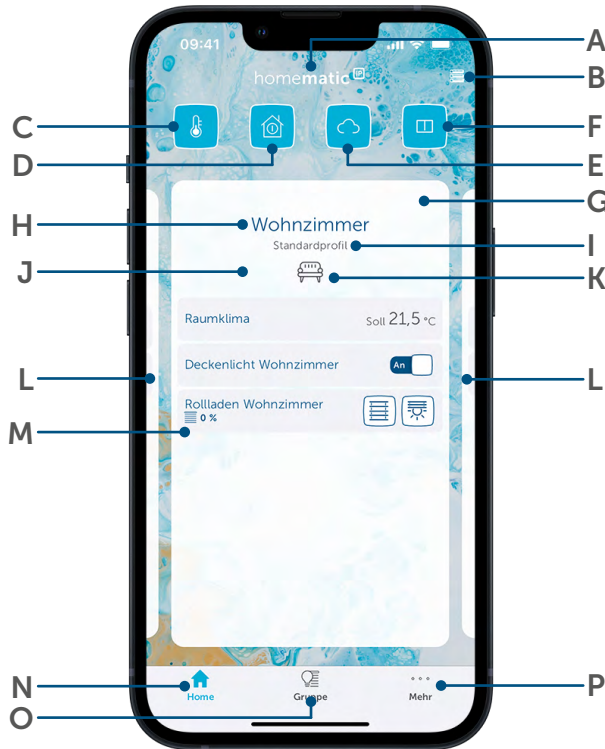 09:41
A
homematic IP
B
C
F
D
E
G
H
Wohnzimmer
Standardprofil
I
J
K
Raumklima
Soll 21,5 °C
L
Deckenlicht Wohnzimmer
An
L
Rollladen Wohnzimmer
0 %
M
N
Home
Gruppe
Mehr
P
O